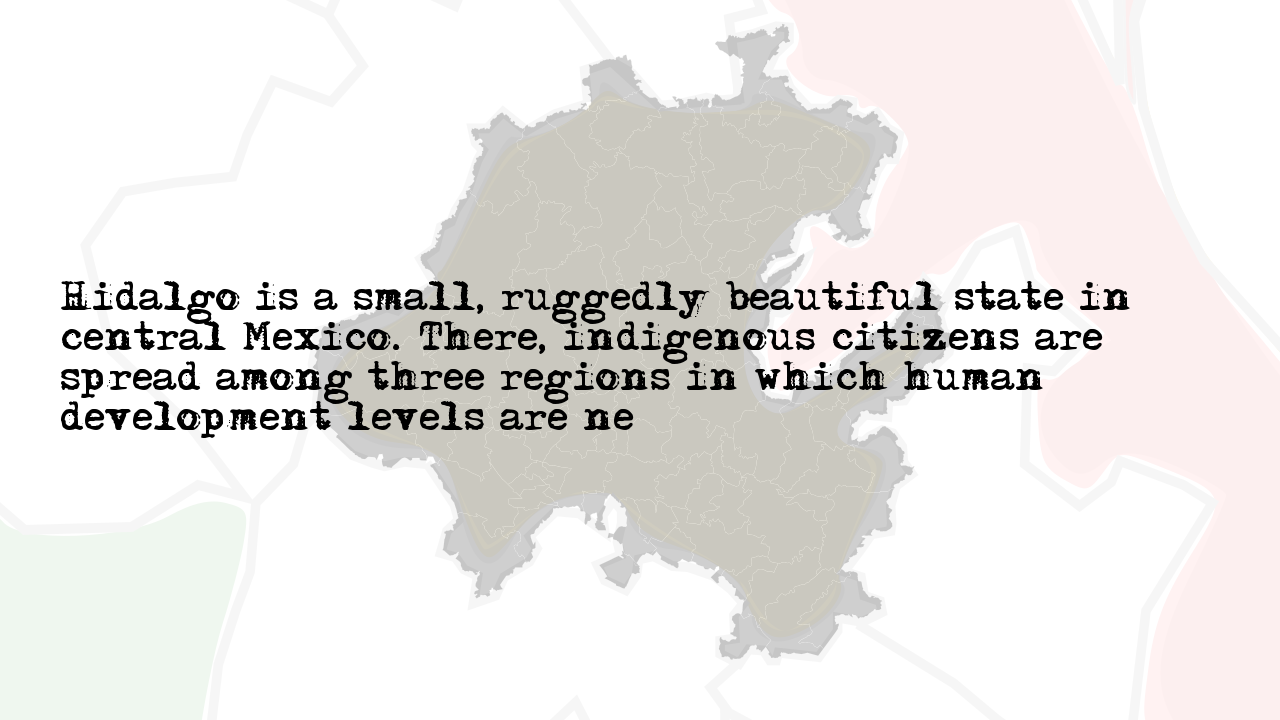 Hidalgo is a small, ruggedly beautiful state in
central Mexico. There, indigenous citizens are
spread among three regions in which human
development levels are ne